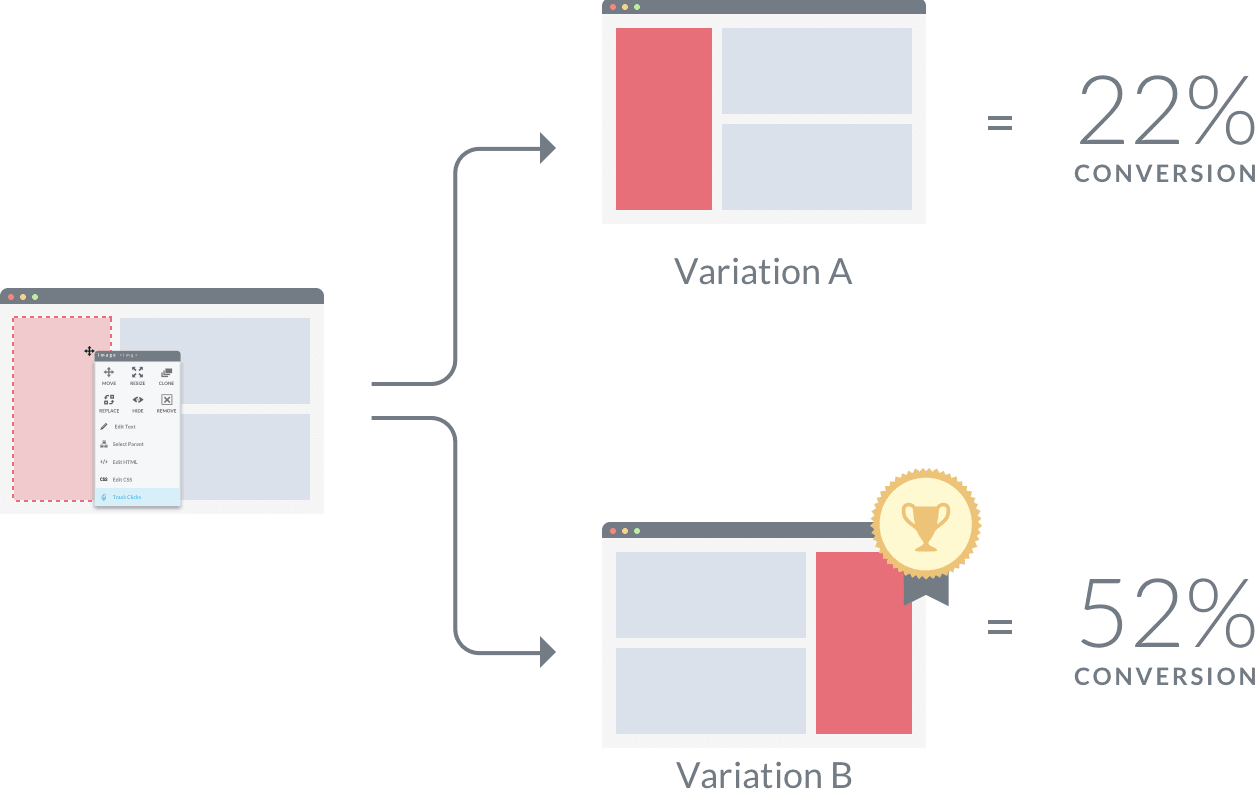 22%
CONVERSION
Variation A
image <img>
MOVE RESIZE CLONE
REPLACE HIDE REMOVE
Edit Text
Select Parent
</> Edit HTML
CSS Edit CSS
Track Clicks
52%
CONVERSION
Variation B